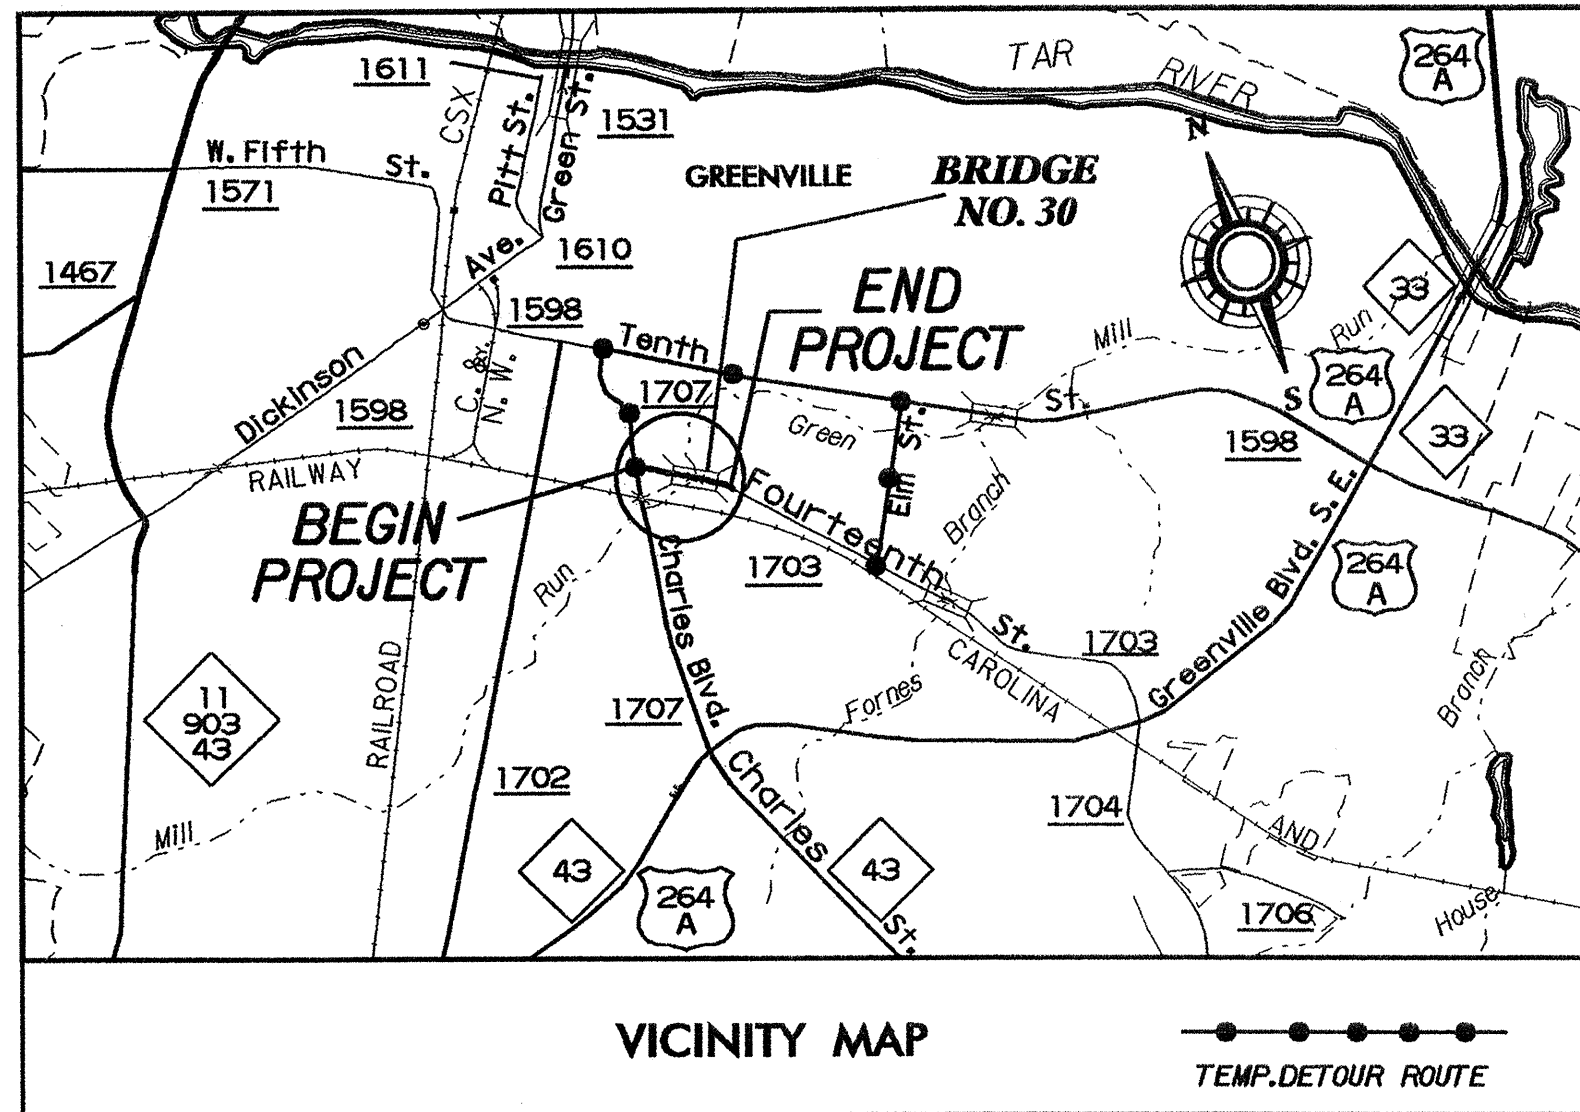 TAR
RIVER
264
A
1611
CSX
Pitt St.
Green St.
1531
W. Fifth
St.
1571
GREENVILLE
BRIDGE
NO. 30
N
S
1467
Ave.
1610
33
1598
END
PROJECT
Tenth
Mill
Run
264
A
Dickinson
1598
C. &
N. W.
RY.
1707
Green
Elm St.
St.
1598
33
RAILWAY
BEGIN
PROJECT
Fourteenth
Branch
S. E.
1703
264
A
Run
Charles Blvd.
St.
1703
CAROLINA
Greenville Blvd.
11
903
43
RAILROAD
1707
Fornes
Branch
1702
Charles
1704
Mill
43
264
A
43
St.
AND
1706
House
VICINITY MAP
TEMP.DETOUR ROUTE